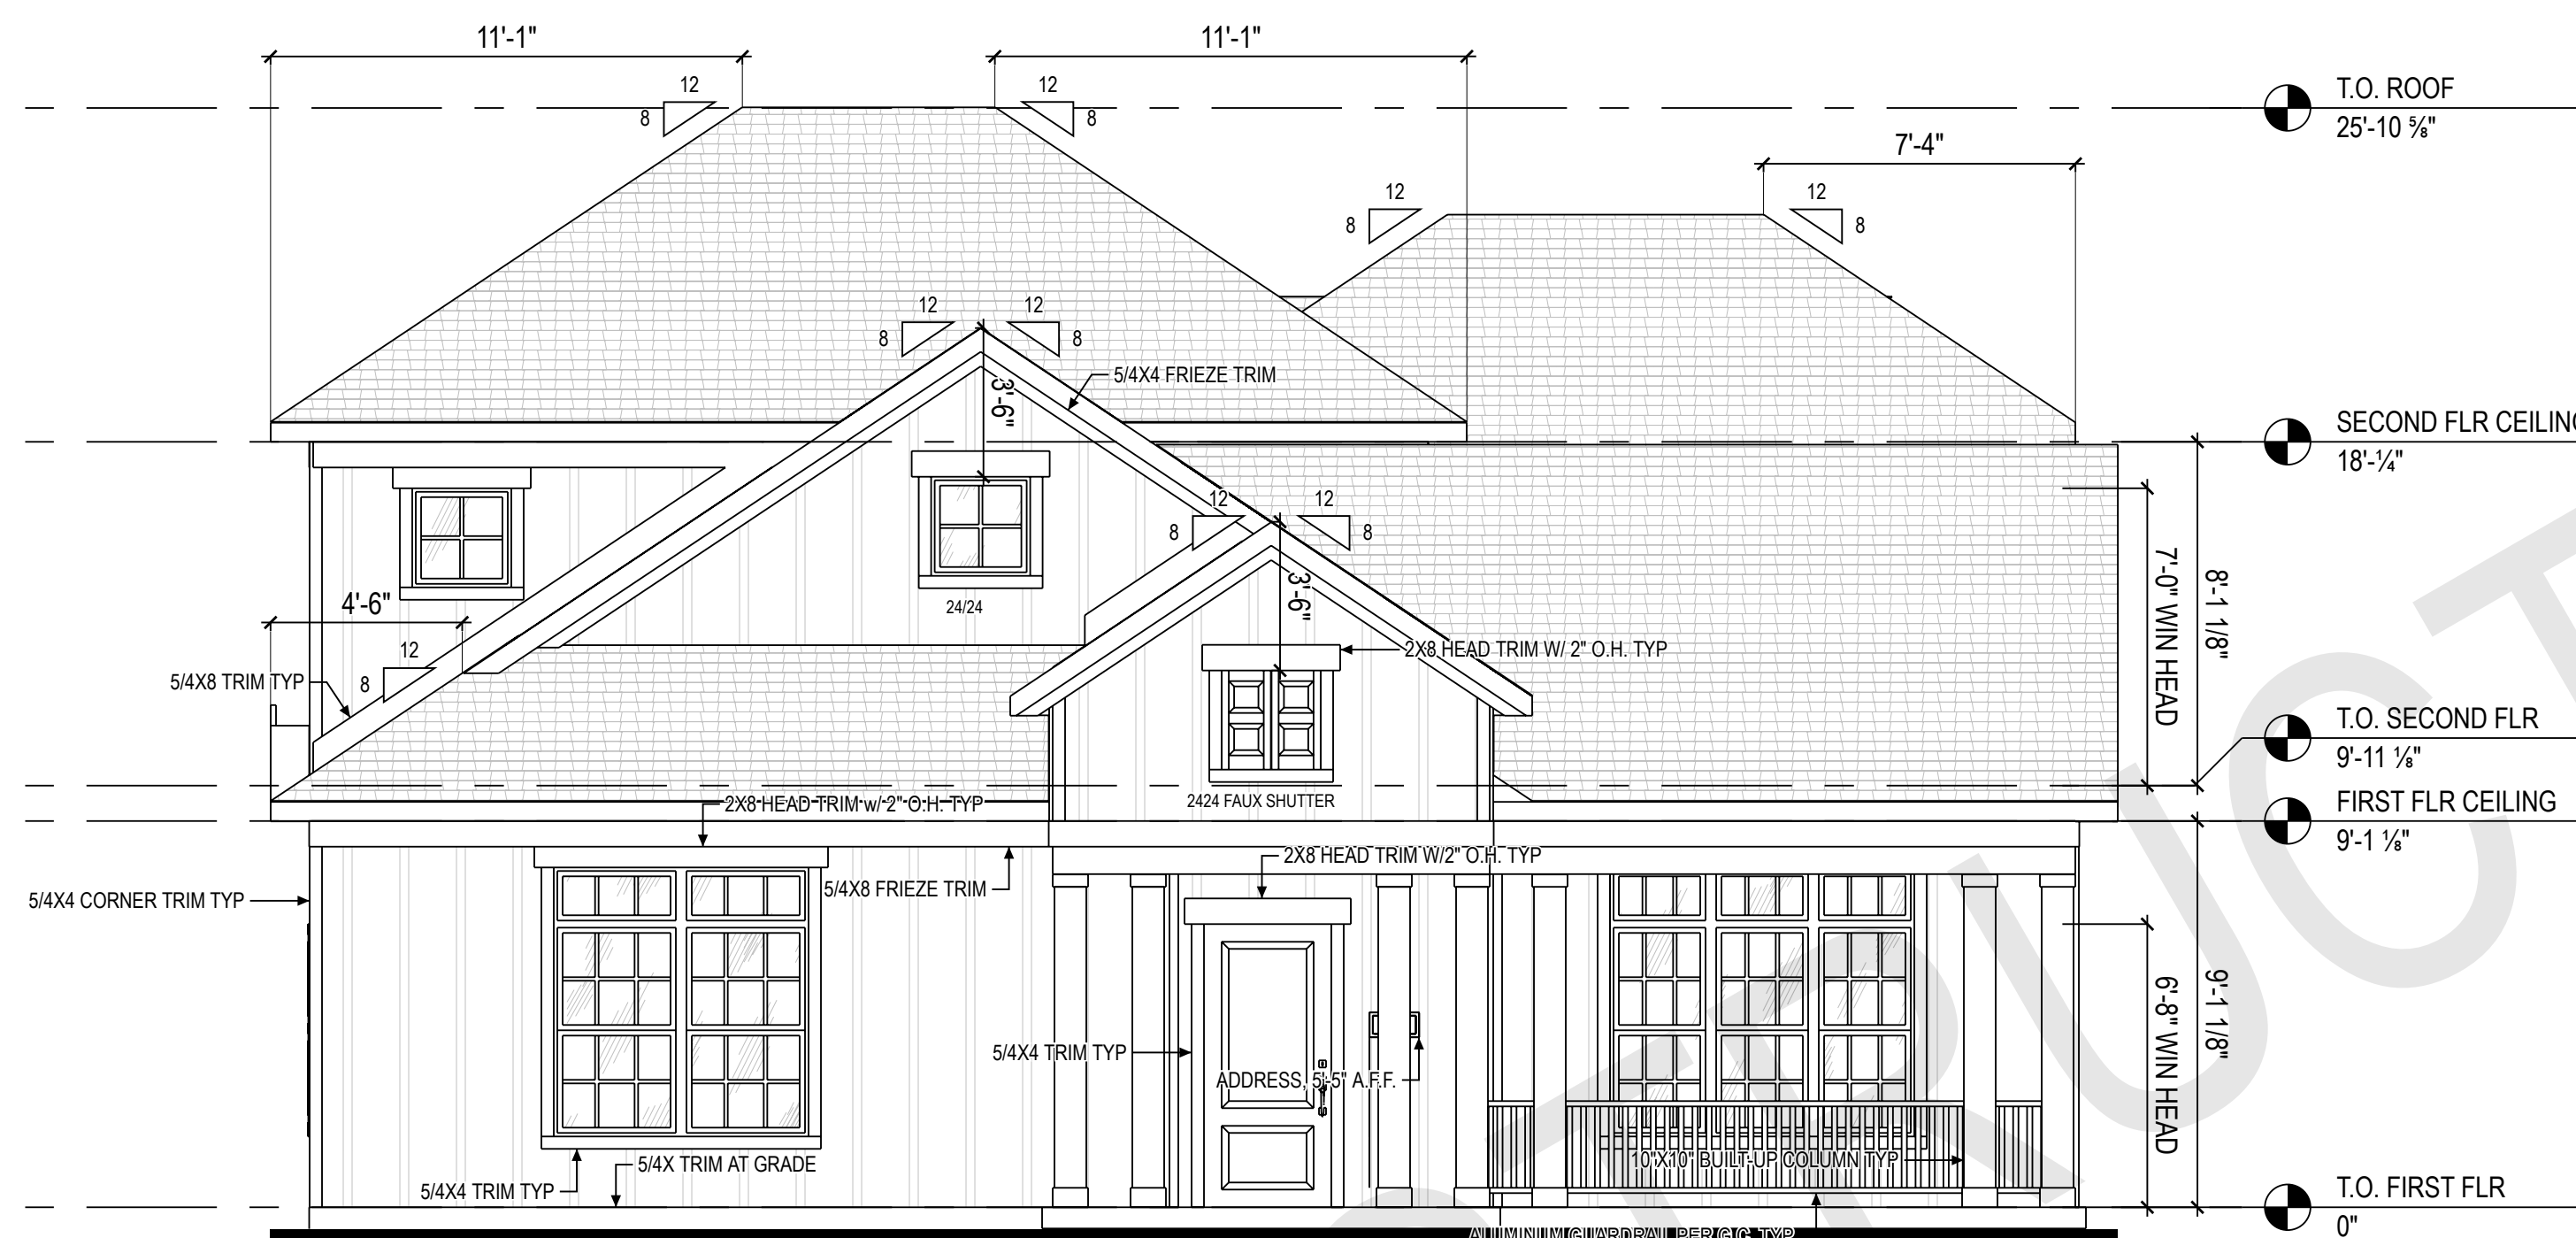 11'-1"
11'-1"
12
8
12
8
T.O. ROOF
25'-10 ⅝"
7'-4"
12
8
12
8
12
8
12
8
5/4X4 FRIEZE TRIM
3'-6"
SECOND FLR CEILING
18'-¼"
12
8
12
8
3'-6"
24/24
4'-6"
12
8
5/4X8 TRIM TYP
2X8 HEAD TRIM W/ 2" O.H. TYP
7'-0" WIN HEAD
8'-1 1/8"
T.O. SECOND FLR
9'-11 ⅛"
2X8 HEAD TRIM w/ 2" O.H. TYP
2424 FAUX SHUTTER
FIRST FLR CEILING
9'-1 ⅛"
2X8 HEAD TRIM W/2" O.H. TYP
5/4X8 FRIEZE TRIM
5/4X4 CORNER TRIM TYP
5/4X4 TRIM TYP
ADDRESS, 5'-5" A.F.F.
6'-8" WIN HEAD
9'-1 1/8"
10"X10" BUILT-UP COLUMN TYP
5/4X TRIM AT GRADE
5/4X4 TRIM TYP
T.O. FIRST FLR
0"
ALUMINUM GUARDRAIL PER G.C. TYP